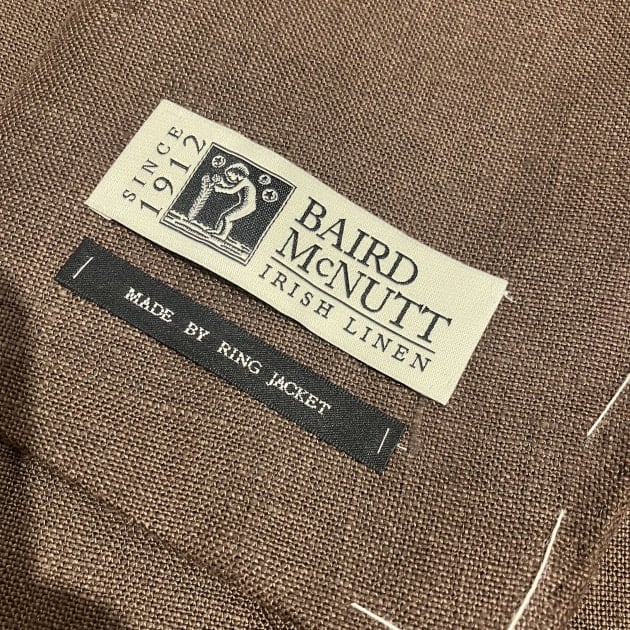 SINCE
1912
BAIRD
McNUTT
IRISH LINEN
MADE BY RING JACKET